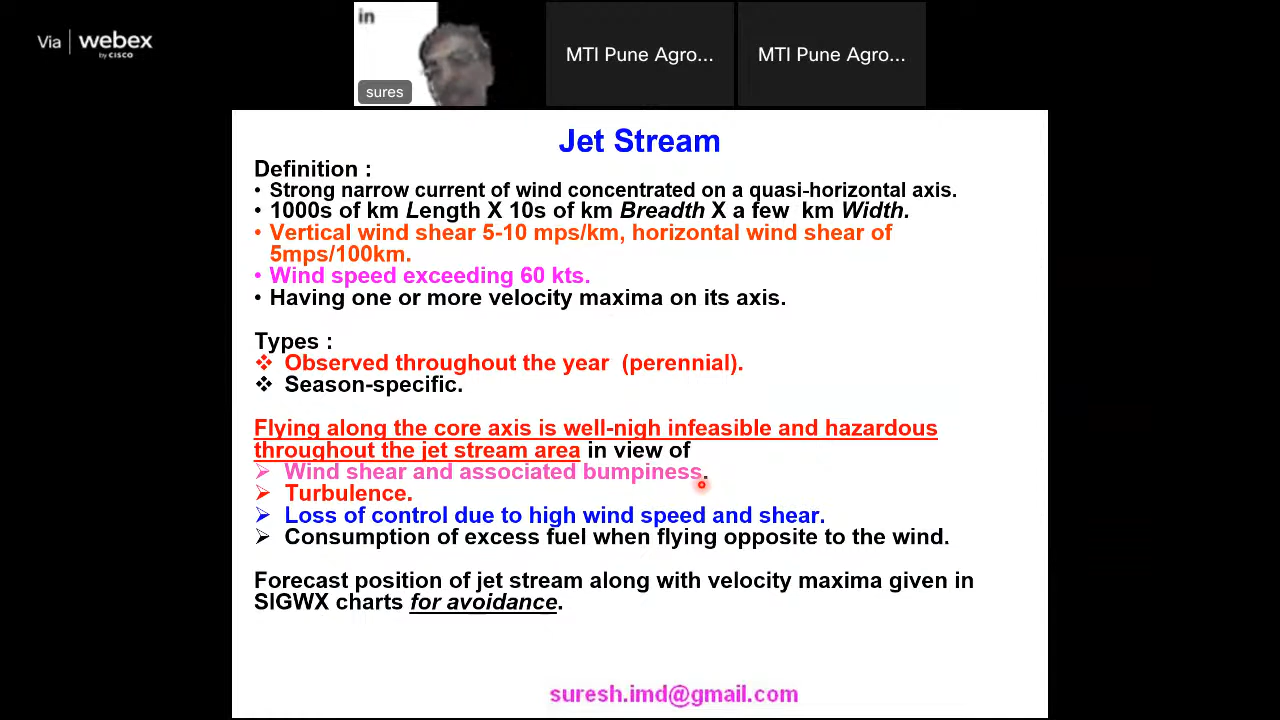 Via webex
by CISCO
in
sures
MTI Pune Agro...
MTI Pune Agro...
Jet Stream
Definition :
• Strong narrow current of wind concentrated on a quasi-horizontal axis.
• 1000s of km Length X 10s of km Breadth X a few km Width.
• Vertical wind shear 5-10 mps/km, horizontal wind shear of
5mps/100km.
• Wind speed exceeding 60 kts.
• Having one or more velocity maxima on its axis.
Types :
❖ Observed throughout the year (perennial).
❖ Season-specific.
Flying along the core axis is well-nigh infeasible and hazardous
throughout the jet stream area in view of
➢ Wind shear and associated bumpiness.
➢ Turbulence.
➢ Loss of control due to high wind speed and shear.
➢ Consumption of excess fuel when flying opposite to the wind.
Forecast position of jet stream along with velocity maxima given in
SIGWX charts for avoidance.
suresh.imd@gmail.com